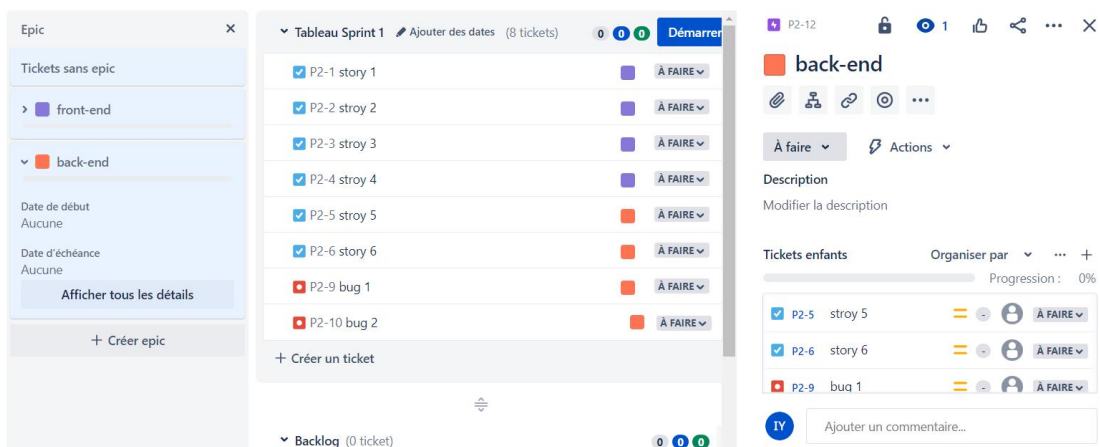 Epic
Tickets sans epic
front-end
back-end
Date de début
Aucune
Date d'échéance
Aucune
Afficher tous les détails
+ Créer epic
Tableau Sprint 1 Ajouter des dates (8 tickets) 0 0 0 Démarrer
P2-1 story 1 À FAIRE
P2-2 stroy 2 À FAIRE
P2-3 stroy 3 À FAIRE
P2-4 stroy 4 À FAIRE
P2-5 stroy 5 À FAIRE
P2-6 story 6 À FAIRE
P2-9 bug 1 À FAIRE
P2-10 bug 2 À FAIRE
+ Créer un ticket
Backlog (0 ticket) 0 0 0
P2-12 1
back-end
À faire Actions
Description
Modifier la description
Tickets enfants Organiser par
Progression : 0%
P2-5 stroy 5 - À FAIRE
P2-6 story 6 - À FAIRE
P2-9 bug 1 - À FAIRE
IY Ajouter un commentaire...